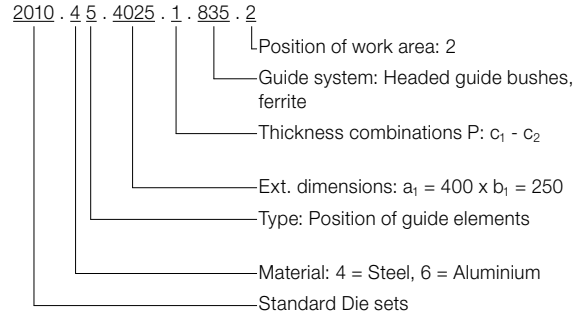 2010 . 4 5 . 4025 . 1 . 835 . 2
Position of work area: 2
Guide system: Headed guide bushes,
ferrite
Thickness combinations P: c₁ - c₂
Ext. dimensions: a₁ = 400 x b₁ = 250
Type: Position of guide elements
Material: 4 = Steel, 6 = Aluminium
Standard Die sets